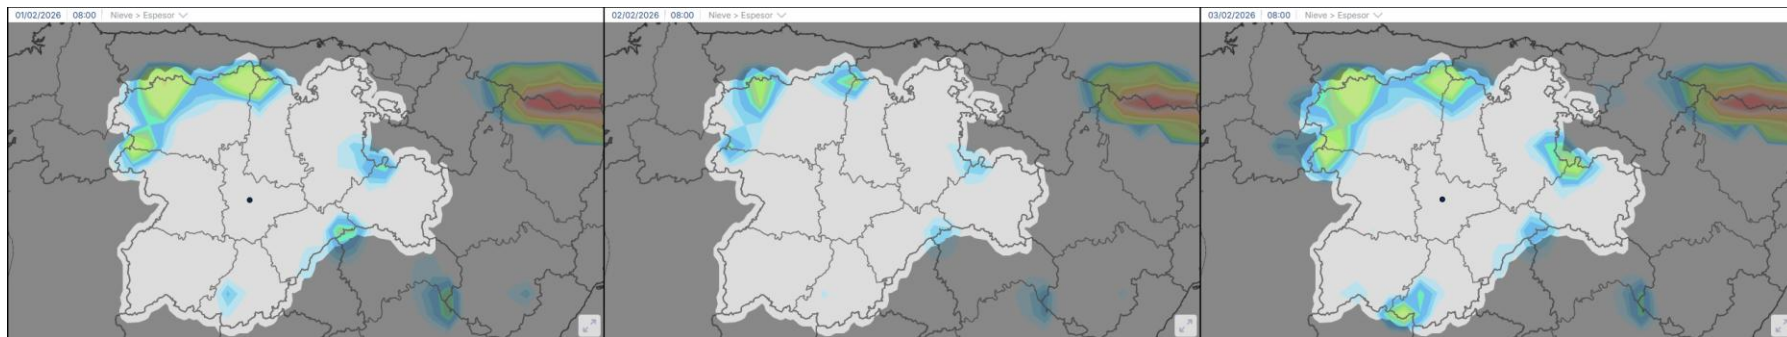 01/02/2026 08:00 Nieve > Espesor
02/02/2026 08:00 Nieve > Espesor
03/02/2026 08:00 Nieve > Espesor